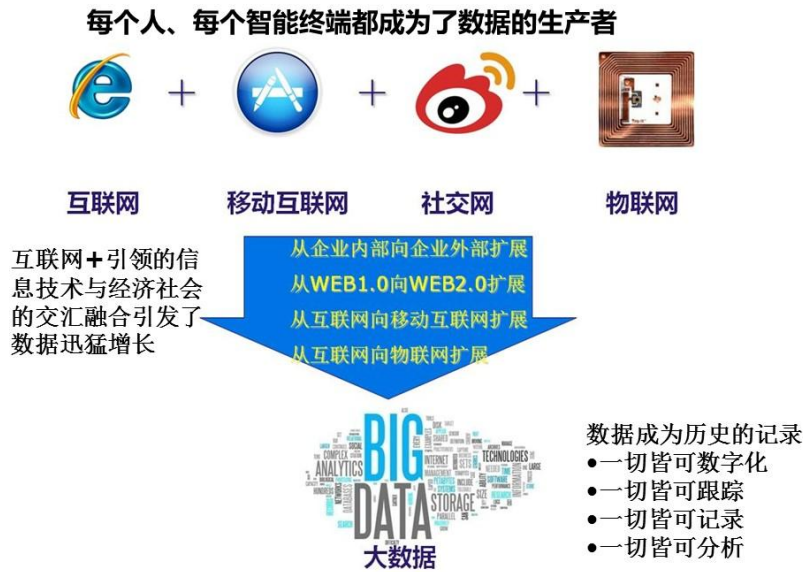 每个人、每个智能终端都成为了数据的生产者
+ + +
互联网 移动互联网 社交网 物联网
互联网+引领的信
息技术与经济社会
的交汇融合引发了
数据迅猛增长
从企业内部向企业外部扩展
从WEB1.0向WEB2.0扩展
从互联网向移动互联网扩展
从互联网向物联网扩展
BIG
DATA
COMPLEX
ANALYTICS
INTERNET
TECHNOLOGIES
STORAGE
SIZE
大数据
数据成为历史的记录
●一切皆可数字化
●一切皆可跟踪
●一切皆可记录
●一切皆可分析